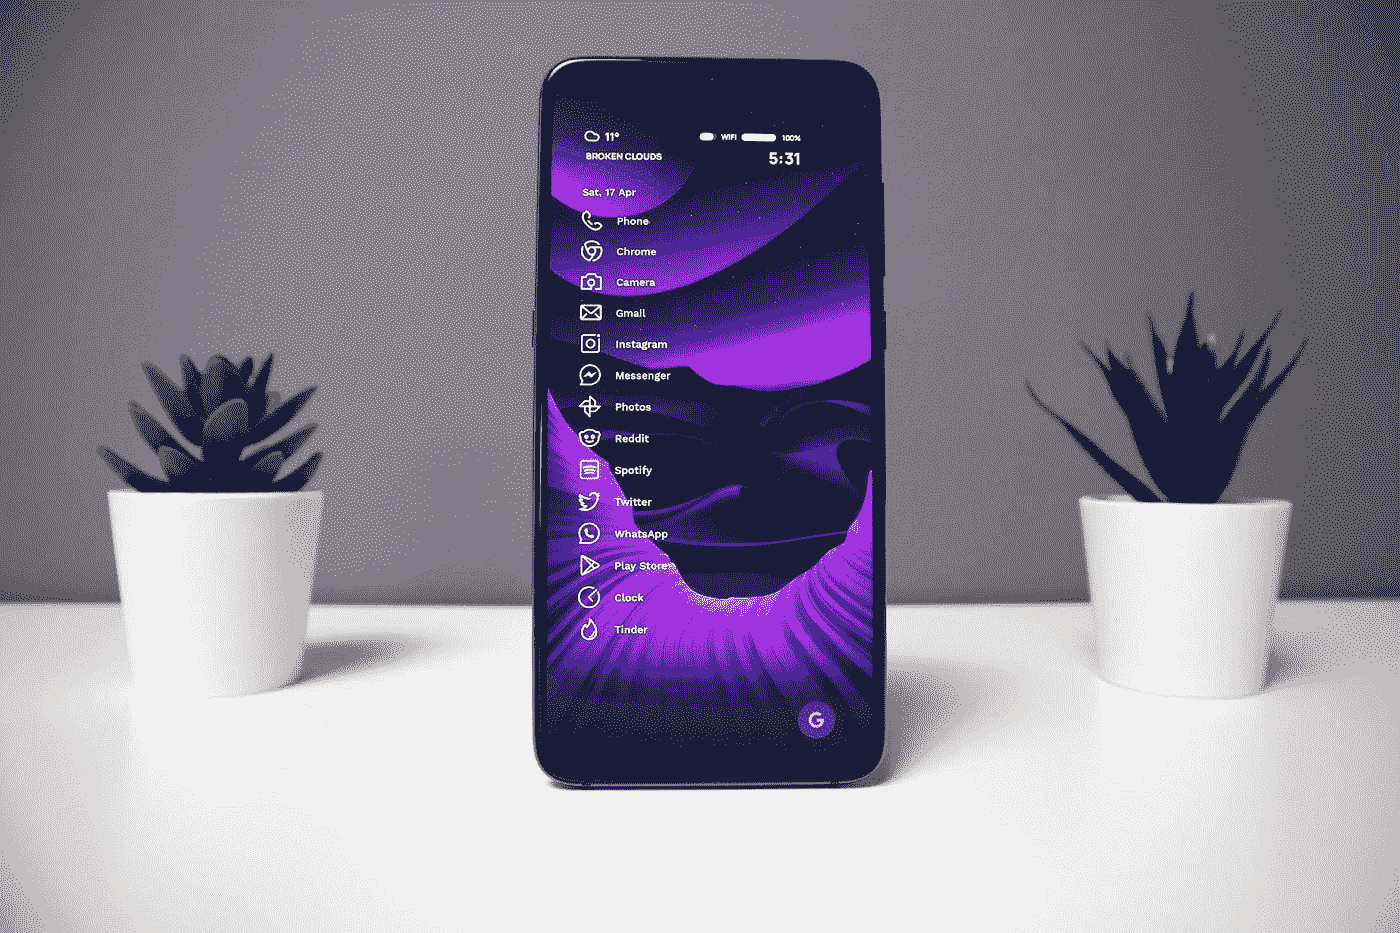 11° WIFI 100%
BROKEN CLOUDS 5:31
Sat, 17 Apr
Phone
Chrome
Camera
Gmail
Instagram
Messenger
Photos
Reddit
Spotify
Twitter
WhatsApp
Play Store
Clock
Tinder
G